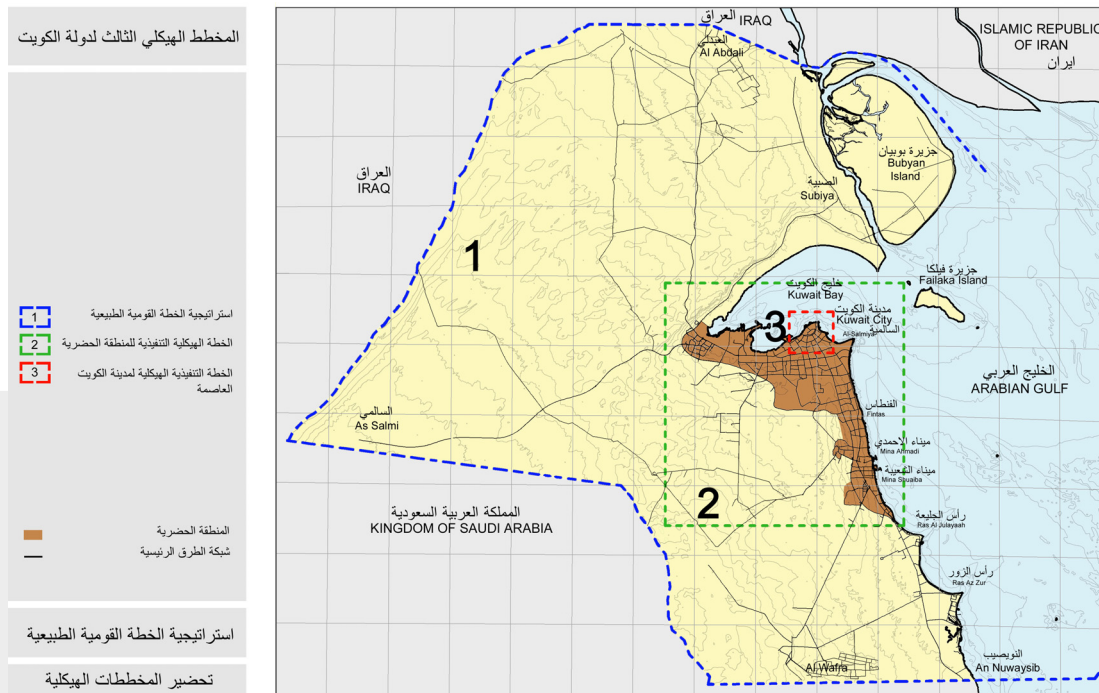 المخطط الهيكلي الثالث لدولة الكويت
1 استراتيجية الخطة القومية الطبيعية
2 الخطة الهيكلية التنفيذية للمنطقة الحضرية
3 الخطة التنفيذية الهيكلية لمدينة الكويت
العاصمة
المنطقة الحضرية
شبكة الطرق الرئيسية
استراتيجية الخطة القومية الطبيعية
تحضير المخططات الهيكلية
العراق IRAQ
ISLAMIC REPUBLIC
OF IRAN
ايران
العبدلي
Al Abdali
العراق
IRAQ
جزيرة بوبيان
Bubyan
Island
الصبية
Subiya
1
جزيرة فيلكا
Failaka Island
خليج الكويت
Kuwait Bay
مدينة الكويت
Kuwait City
3
السالمية
Al-Salmiya
الخليج العربي
ARABIAN GULF
السالمي
As Salmi
الفنطاس
Fintas
ميناء الاحمدي
Mina Ahmadi
ميناء الشعيبة
Mina Shuaiba
2
المملكة العربية السعودية
KINGDOM OF SAUDI ARABIA
رأس الجليعة
Ras Al Julayaah
رأس الزور
Ras Az Zur
النويصيب
An Nuwaysib
Al Wafra